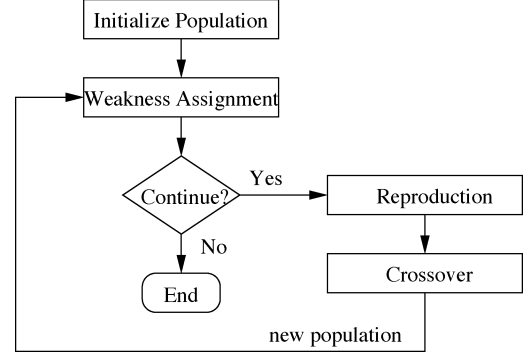 Initialize Population
Weakness Assignment
Continue?
Yes
Reproduction
No
Crossover
End
new population